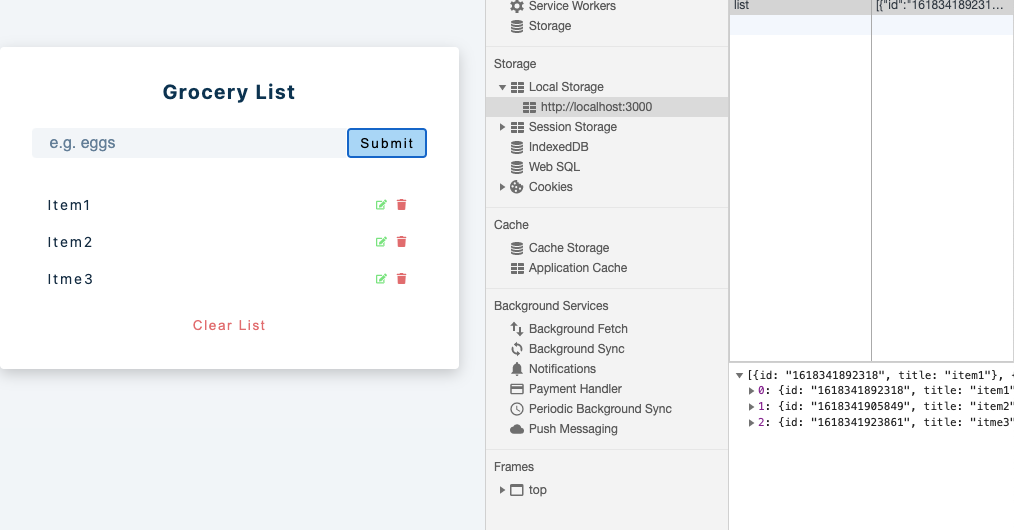 Grocery List
e.g. eggs
Submit
Item1
Item2
Itme3
Clear List
Service Workers
Storage
Storage
Local Storage
http://localhost:3000
Session Storage
IndexedDB
Web SQL
Cookies
Cache
Cache Storage
Application Cache
Background Services
Background Fetch
Background Sync
Notifications
Payment Handler
Periodic Background Sync
Push Messaging
Frames
top
list [{"id":"161834189231...
[{id: "1618341892318", title: "item1"}, {
0: {id: "1618341892318", title: "item1"
1: {id: "1618341905849", title: "item2"
2: {id: "1618341923861", title: "itme3"